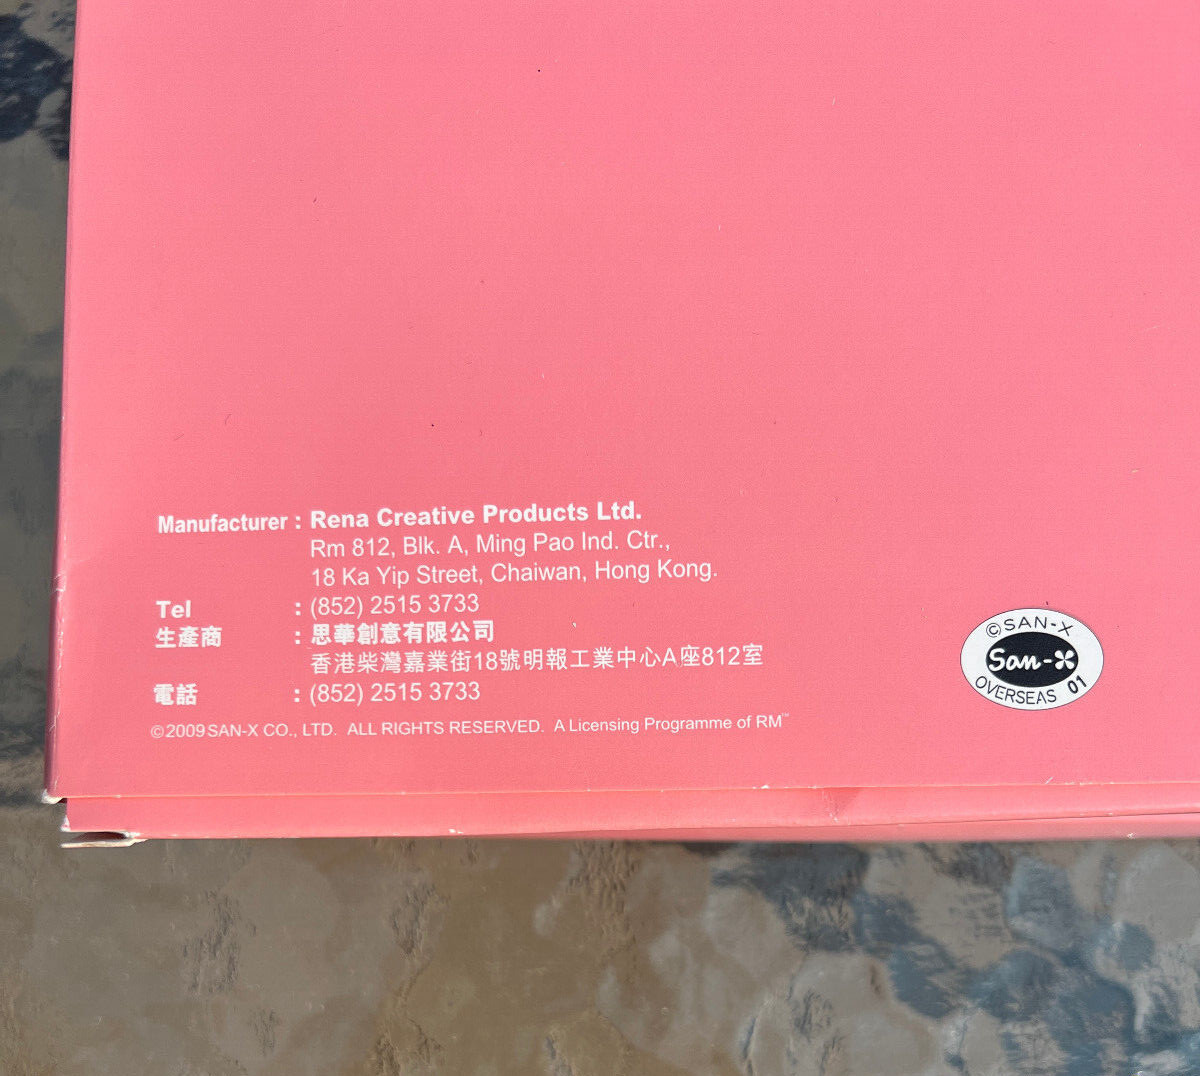 Manufacturer : Rena Creative Products Ltd.
Rm 812, Blk. A, Ming Pao Ind. Ctr.,
18 Ka Yip Street, Chaiwan, Hong Kong.
Tel : (852) 2515 3733
生產商 : 思華創意有限公司
香港柴灣嘉業街18號明報工業中心A座812室
電話 : (852) 2515 3733
©2009 SAN-X CO., LTD. ALL RIGHTS RESERVED. A Licensing Programme of RM™
©SAN-X
San-X
OVERSEAS 01